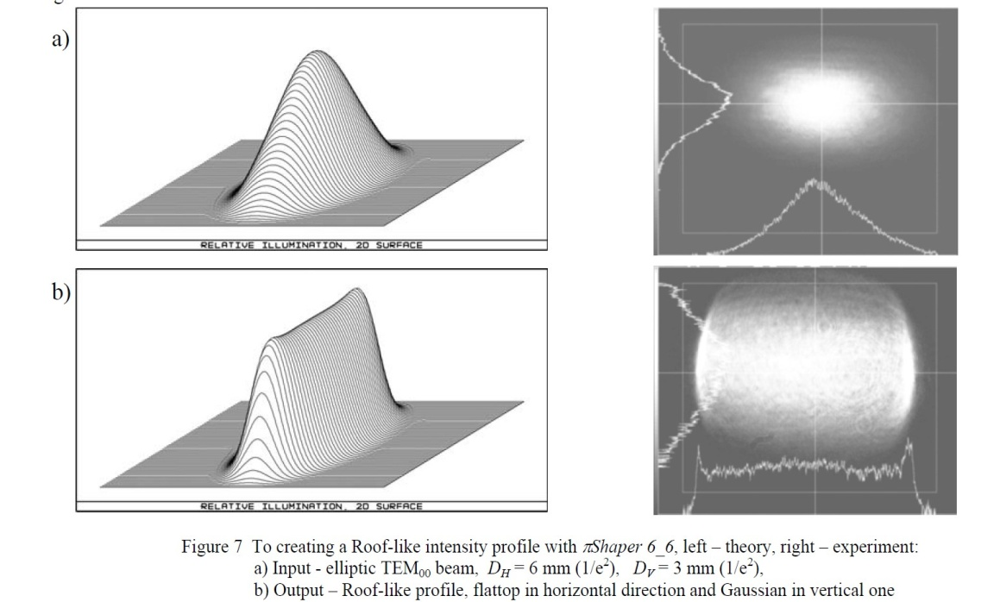 a)
RELATIVE ILLUMINATION, 2D SURFACE
b)
RELATIVE ILLUMINATION, 2D SURFACE
Figure 7 To creating a Roof-like intensity profile with πShaper 6_6, left – theory, right – experiment:
a) Input - elliptic TEM₀₀ beam, D_H = 6 mm (1/e²), D_V = 3 mm (1/e²),
b) Output – Roof-like profile, flattop in horizontal direction and Gaussian in vertical one